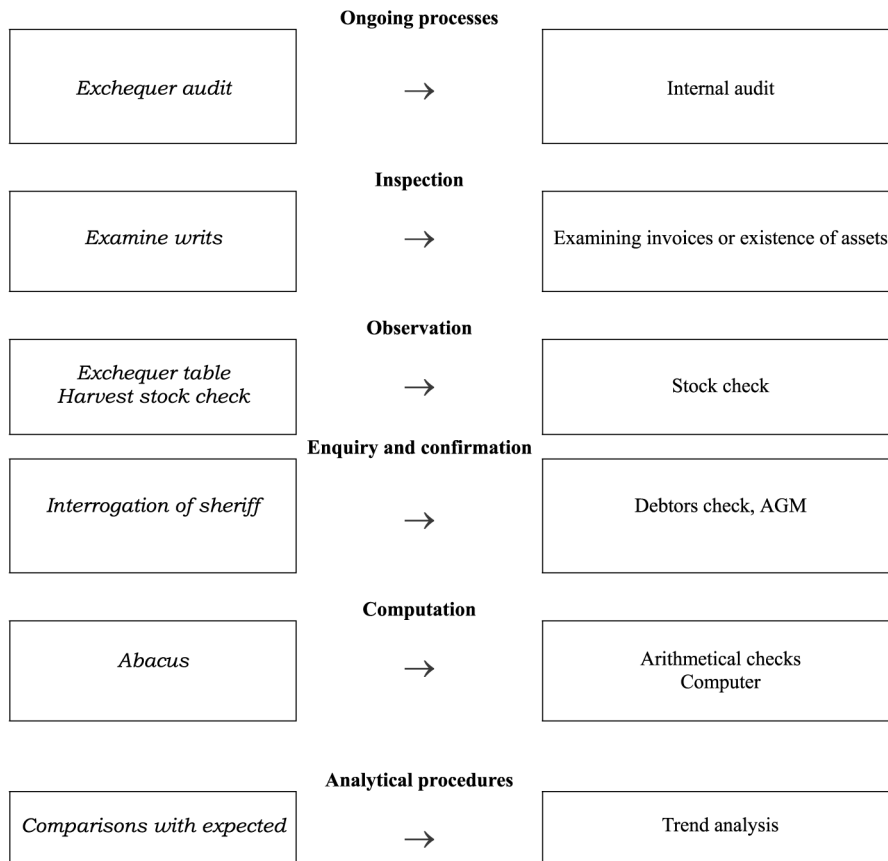 Ongoing processes
Exchequer audit → Internal audit
Inspection
Examine writs → Examining invoices or existence of assets
Observation
Exchequer table
Harvest stock check → Stock check
Enquiry and confirmation
Interrogation of sheriff → Debtors check, AGM
Computation
Abacus → Arithmetical checks
Computer
Analytical procedures
Comparisons with expected → Trend analysis